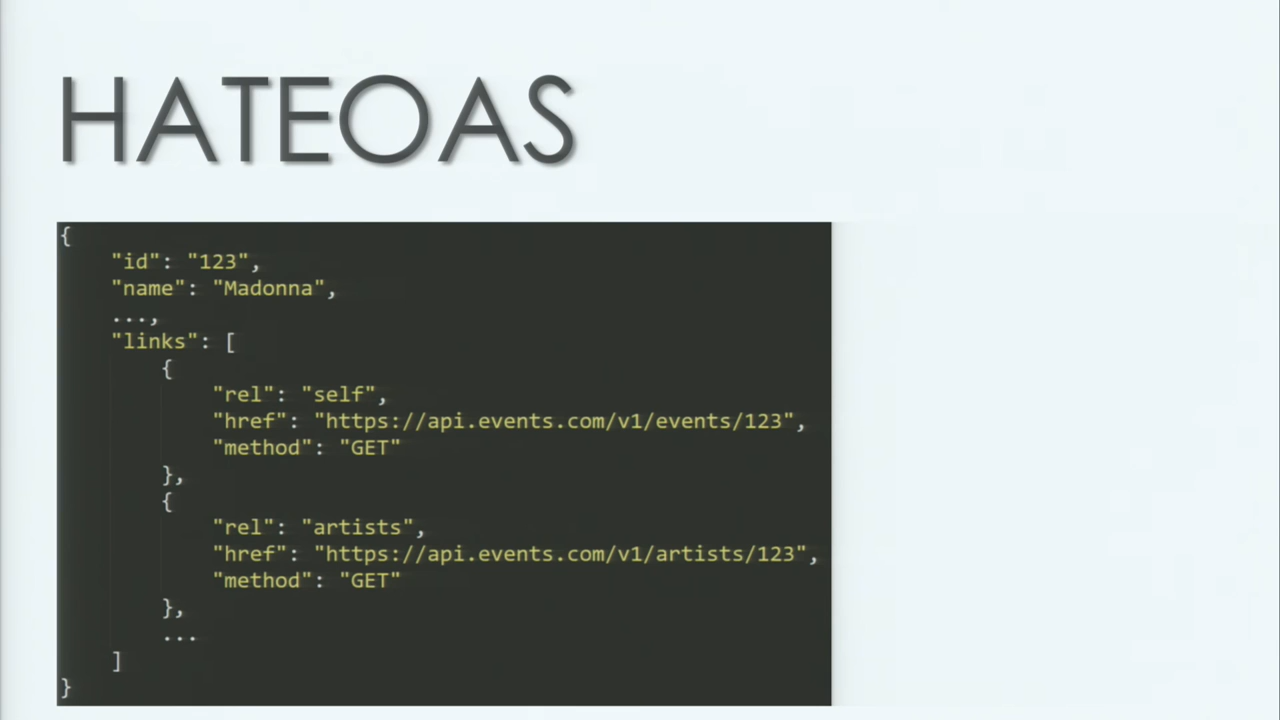 HATEOAS
{
"id": "123",
"name": "Madonna",
...,
"links": [
{
"rel": "self",
"href": "https://api.events.com/v1/events/123",
"method": "GET"
},
{
"rel": "artists",
"href": "https://api.events.com/v1/artists/123",
"method": "GET"
},
...
]
}